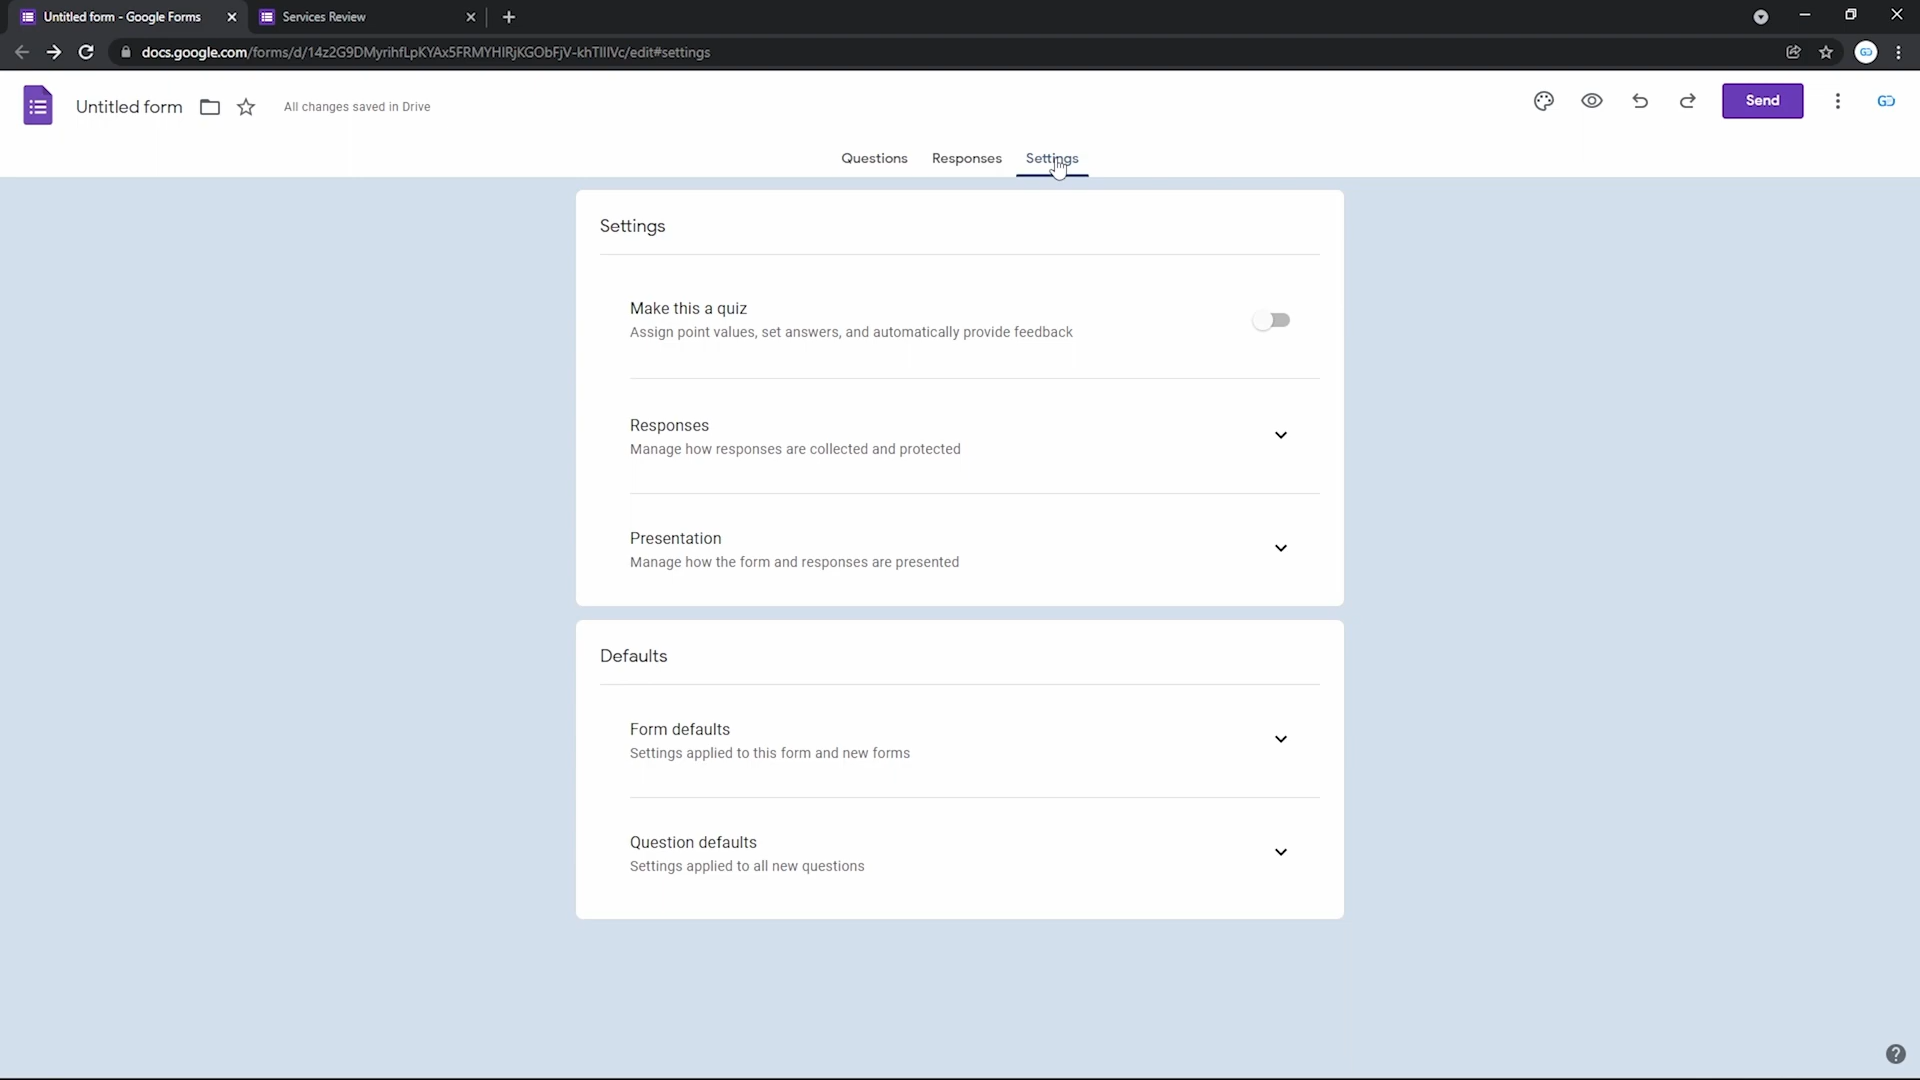 Untitled form - Google Forms
Services Review
docs.google.com/forms/d/14z2G9DMyrihfLpKYAx5FRMYHIRjKGObFjV-khTIIIVc/edit#settings
Untitled form
All changes saved in Drive
Send
Questions
Responses
Settings
Settings
Make this a quiz
Assign point values, set answers, and automatically provide feedback
Responses
Manage how responses are collected and protected
Presentation
Manage how the form and responses are presented
Defaults
Form defaults
Settings applied to this form and new forms
Question defaults
Settings applied to all new questions